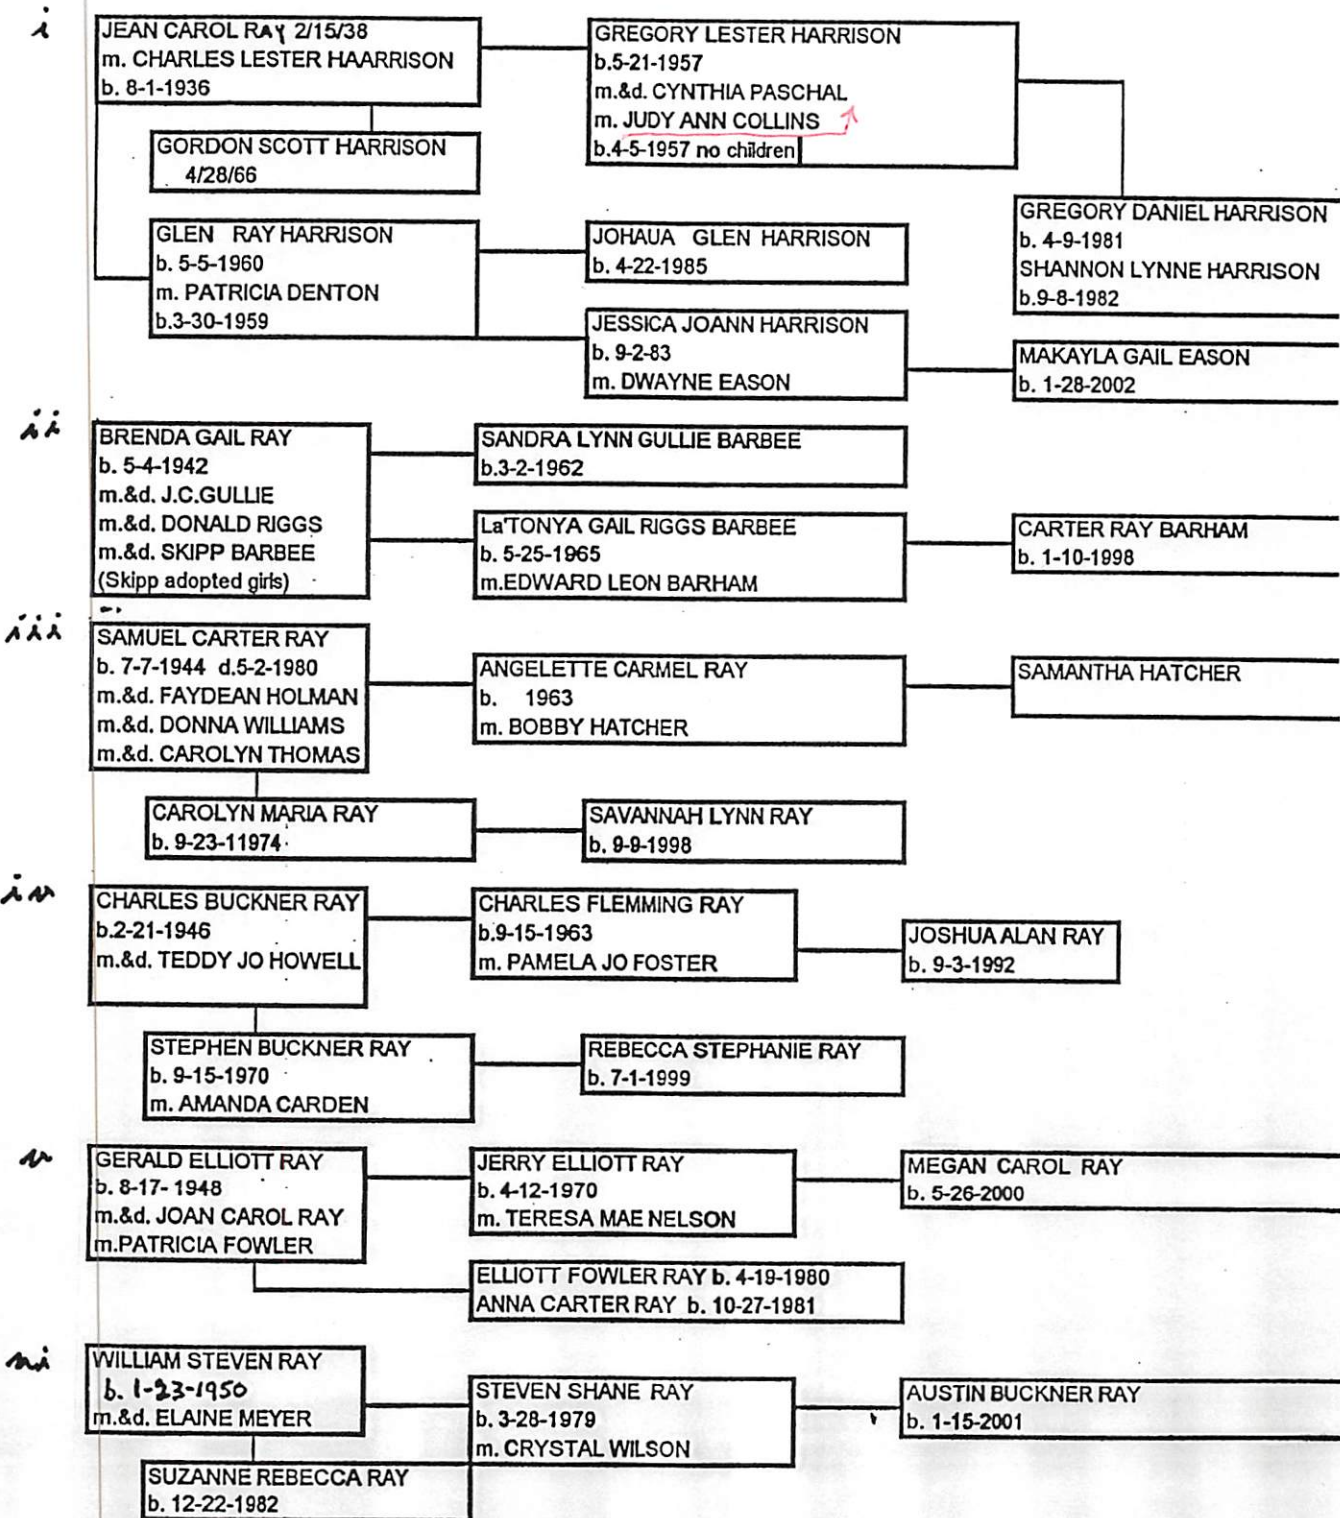 i
JEAN CAROL RAY 2/15/38
m. CHARLES LESTER HAARRISON
b. 8-1-1936
GREGORY LESTER HARRISON
b.5-21-1957
m.&d. CYNTHIA PASCHAL
m. JUDY ANN COLLINS
b.4-5-1957 no children
GORDON SCOTT HARRISON
4/28/66
GREGORY DANIEL HARRISON
b. 4-9-1981
SHANNON LYNNE HARRISON
b.9-8-1982
GLEN RAY HARRISON
b. 5-5-1960
m. PATRICIA DENTON
b.3-30-1959
JOHAUA GLEN HARRISON
b. 4-22-1985
JESSICA JOANN HARRISON
b. 9-2-83
m. DWAYNE EASON
MAKAYLA GAIL EASON
b. 1-28-2002
ii
BRENDA GAIL RAY
b. 5-4-1942
m.&d. J.C.GULLIE
m.&d. DONALD RIGGS
m.&d. SKIPP BARBEE
(Skipp adopted girls)
SANDRA LYNN GULLIE BARBEE
b.3-2-1962
La'TONYA GAIL RIGGS BARBEE
b. 5-25-1965
m.EDWARD LEON BARHAM
CARTER RAY BARHAM
b. 1-10-1998
iii
SAMUEL CARTER RAY
b. 7-7-1944 d.5-2-1980
m.&d. FAYDEAN HOLMAN
m.&d. DONNA WILLIAMS
m.&d. CAROLYN THOMAS
ANGELETTE CARMEL RAY
b. 1963
m. BOBBY HATCHER
SAMANTHA HATCHER
CAROLYN MARIA RAY
b. 9-23-11974
SAVANNAH LYNN RAY
b. 9-9-1998
iv
CHARLES BUCKNER RAY
b.2-21-1946
m.&d. TEDDY JO HOWELL
CHARLES FLEMMING RAY
b.9-15-1963
m. PAMELA JO FOSTER
JOSHUA ALAN RAY
b. 9-3-1992
STEPHEN BUCKNER RAY
b. 9-15-1970
m. AMANDA CARDEN
REBECCA STEPHANIE RAY
b. 7-1-1999
v
GERALD ELLIOTT RAY
b. 8-17- 1948
m.&d. JOAN CAROL RAY
m.PATRICIA FOWLER
JERRY ELLIOTT RAY
b. 4-12-1970
m. TERESA MAE NELSON
MEGAN CAROL RAY
b. 5-26-2000
ELLIOTT FOWLER RAY b. 4-19-1980
ANNA CARTER RAY b. 10-27-1981
vi
WILLIAM STEVEN RAY
b. 1-23-1950
m.&d. ELAINE MEYER
STEVEN SHANE RAY
b. 3-28-1979
m. CRYSTAL WILSON
AUSTIN BUCKNER RAY
b. 1-15-2001
SUZANNE REBECCA RAY
b. 12-22-1982